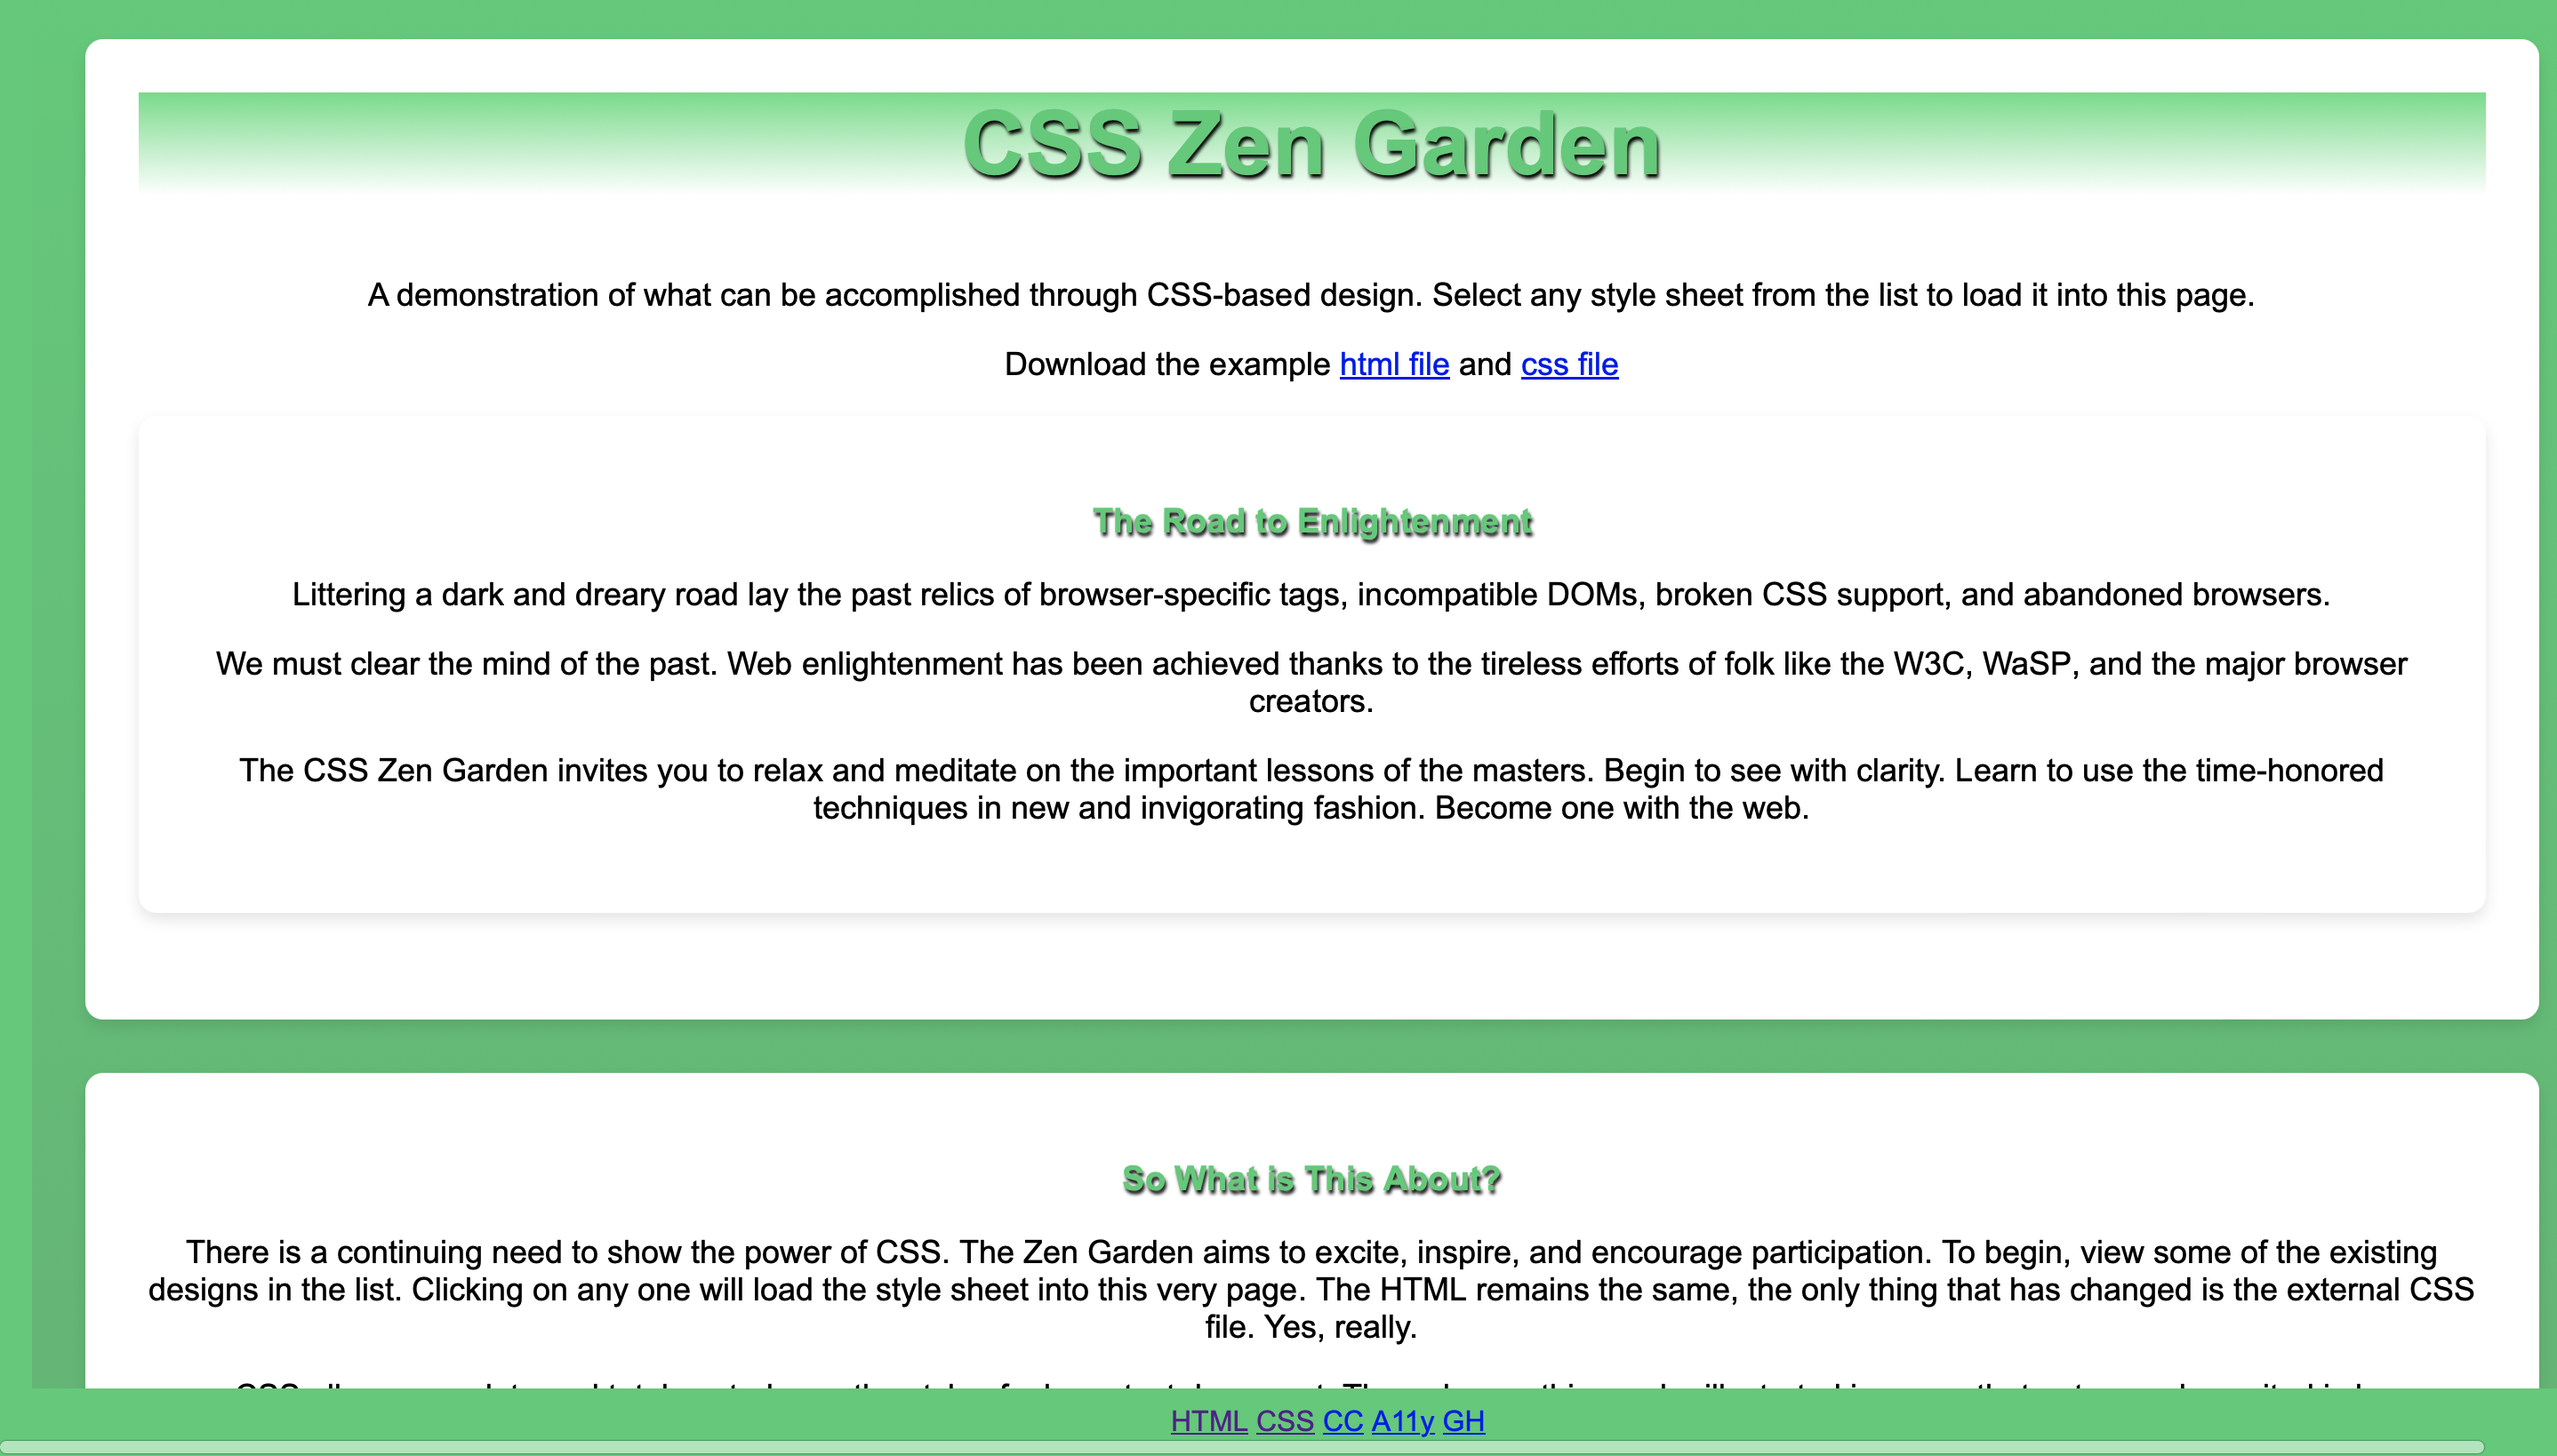 CSS Zen Garden
A demonstration of what can be accomplished through CSS-based design. Select any style sheet from the list to load it into this page.
Download the example html file and css file
The Road to Enlightenment
Littering a dark and dreary road lay the past relics of browser-specific tags, incompatible DOMs, broken CSS support, and abandoned browsers.
We must clear the mind of the past. Web enlightenment has been achieved thanks to the tireless efforts of folk like the W3C, WaSP, and the major browser
creators.
The CSS Zen Garden invites you to relax and meditate on the important lessons of the masters. Begin to see with clarity. Learn to use the time-honored
techniques in new and invigorating fashion. Become one with the web.
So What is This About?
There is a continuing need to show the power of CSS. The Zen Garden aims to excite, inspire, and encourage participation. To begin, view some of the existing
designs in the list. Clicking on any one will load the style sheet into this very page. The HTML remains the same, the only thing that has changed is the external CSS
file. Yes, really.
HTML CSS CC A11y GH